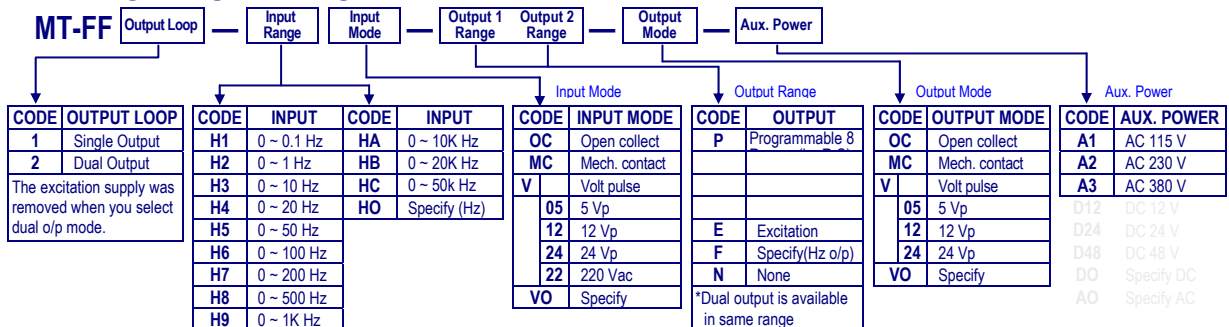 MT-FF Output Loop — Input Range Input Mode — Output 1 Range Output 2 Range — Output Mode — Aux. Power
CODE OUTPUT LOOP
1 Single Output
2 Dual Output
The excitation supply was
removed when you select
dual o/p mode.
CODE INPUT CODE INPUT
H1 0 ~ 0.1 Hz HA 0 ~ 10K Hz
H2 0 ~ 1 Hz HB 0 ~ 20K Hz
H3 0 ~ 10 Hz HC 0 ~ 50k Hz
H4 0 ~ 20 Hz HO Specify (Hz)
H5 0 ~ 50 Hz
H6 0 ~ 100 Hz
H7 0 ~ 200 Hz
H8 0 ~ 500 Hz
H9 0 ~ 1K Hz
Input Mode
CODE INPUT MODE
OC Open collect
MC Mech. contact
V Volt pulse
05 5 Vp
12 12 Vp
24 24 Vp
22 220 Vac
VO Specify
Output Range
CODE OUTPUT
P Programmable 8
E Excitation
F Specify(Hz o/p)
N None
*Dual output is available
in same range
Output Mode
CODE OUTPUT MODE
OC Open collect
MC Mech. contact
V Volt pulse
05 5 Vp
12 12 Vp
24 24 Vp
VO Specify
Aux. Power
CODE AUX. POWER
A1 AC 115 V
A2 AC 230 V
A3 AC 380 V
D12 DC 12 V
D24 DC 24 V
D48 DC 48 V
DO Specify DC
AO Specify AC